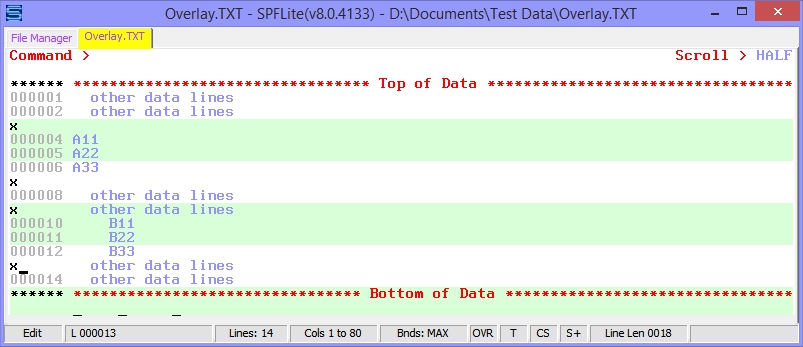 Overlay.TXT - SPFLite(v8.0.4133) - D:\Documents\Test Data\Overlay.TXT
File Manager Overlay.TXT
Command > Scroll > HALF
****** ******************************** Top of Data *********************************
000001 other data lines
000002 other data lines
x
000004 A11
000005 A22
000006 A33
x
000008 other data lines
x other data lines
000010 B11
000011 B22
000012 B33
x other data lines
000014 other data lines
****** ******************************* Bottom of Data *******************************
Edit L 000013 Lines: 14 Cols 1 to 80 Bnds: MAX OVR T CS S+ Line Len 0018